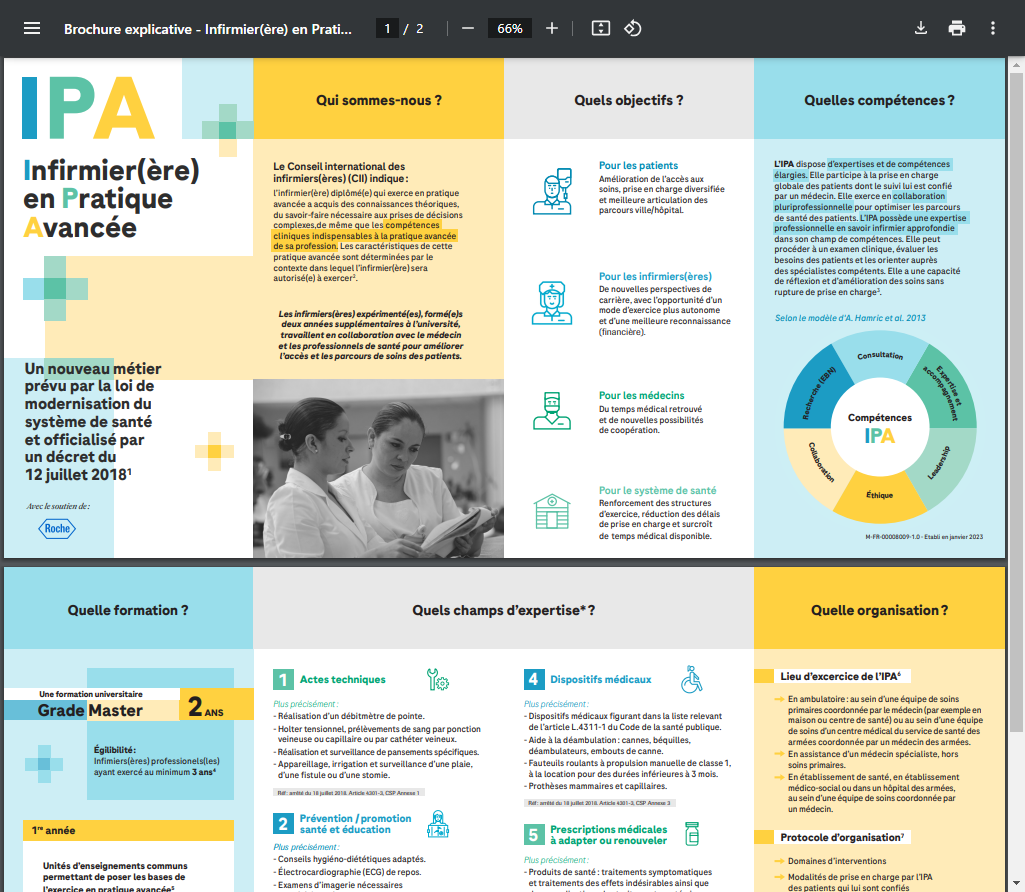 Brochure explicative - Infirmier(ère) en Prati...
1 / 2
66%
IPA
Infirmier(ère)
en Pratique
Avancée
Un nouveau métier
prévu par la loi de
modernisation du
système de santé
et officialisé par
un décret du
12 juillet 2018¹
Avec le soutien de :
Roche
Qui sommes-nous ?
Le Conseil international des
infirmiers(ères) (CII) indique :
l'infirmier(ère) diplômé(e) qui exerce en pratique
avancée a acquis des connaissances théoriques,
du savoir-faire nécessaire aux prises de décisions
complexes,de même que les compétences
cliniques indispensables à la pratique avancée
de sa profession. Les caractéristiques de cette
pratique avancée sont déterminées par le
contexte dans lequel l'infirmier(ère) sera
autorisé(e) à exercer².
Les infirmiers(ères) expérimenté(es), formé(e)s
deux années supplémentaires à l'université,
travaillent en collaboration avec le médecin
et les professionnels de santé pour améliorer
l'accès et les parcours de soins des patients.
Quels objectifs ?
Pour les patients
Amélioration de l'accès aux
soins, prise en charge diversifiée
et meilleure articulation des
parcours ville/hôpital.
Pour les infirmiers(ères)
De nouvelles perspectives de
carrière, avec l'opportunité d'un
mode d'exercice plus autonome
et d'une meilleure reconnaissance
(financière).
Pour les médecins
Du temps médical retrouvé
et de nouvelles possibilités
de coopération.
Pour le système de santé
Renforcement des structures
d'exercice, réduction des délais
de prise en charge et surcroît
de temps médical disponible.
Quelles compétences ?
L'IPA dispose d'expertises et de compétences
élargies. Elle participe à la prise en charge
globale des patients dont le suivi lui est confié
par un médecin. Elle exerce en collaboration
pluriprofessionnelle pour optimiser les parcours
de santé des patients. L'IPA possède une expertise
professionnelle en savoir infirmier approfondie
dans son champ de compétences. Elle peut
procéder à un examen clinique, évaluer les
besoins des patients et les orienter auprès
des spécialistes compétents. Elle a une capacité
de réflexion et d'amélioration des soins sans
rupture de prise en charge³.
Selon le modèle d'A. Hamric et al. 2013
Consultation
Expertise et
accompagnement
Leadership
Éthique
Collaboration
Recherche (EBN)
Compétences
IPA
M-FR-00008009-1.0 - Etabli en janvier 2023
Quelle formation ?
Une formation universitaire
Grade Master
2 ANS
Égilibilité :
Infimiers(ères) professionels(les)
ayant exercé au minimum 3 ans⁴
1ʳᵉ année
Unités d'enseignements communs
permettant de poser les bases de
l'exercice en pratique avancée⁵
Quels champs d'expertise* ?
1 Actes techniques
Plus précisément :
- Réalisation d'un débitmètre de pointe.
- Holter tensionnel, prélèvements de sang par ponction
veineuse ou capillaire ou par cathéter veineux.
- Réalisation et surveillance de pansements spécifiques.
- Appareillage, irrigation et surveillance d'une plaie,
d'une fistule ou d'une stomie.
Réf : arrêté du 18 juillet 2018. Article 4301-3, CSP Annexe 1
2 Prévention / promotion
santé et éducation
Plus précisément :
- Conseils hygiéno-diététiques adaptés.
- Électrocardiographie (ECG) de repos.
- Examens d'imagerie nécessaires
4 Dispositifs médicaux
Plus précisément :
- Dispositifs médicaux figurant dans la liste relevant
de l'article L.4311-1 du Code de la santé publique.
- Aide à la déambulation : cannes, béquilles,
déambulateurs, embouts de canne.
- Fauteuils roulants à propulsion manuelle de classe 1,
à la location pour des durées inférieures à 3 mois.
- Prothèses mammaires et capillaires.
Réf : arrêté du 18 juillet 2018. Article 4301-3, CSP Annexe 3
5 Prescriptions médicales
à adapter ou renouveler
Plus précisément :
- Produits de santé : traitements symptomatiques
et traitements des effets indésirables ainsi que
Quelle organisation ?
Lieu d'excercice de l'IPA⁶
En ambulatoire : au sein d'une équipe de soins
primaires coordonnée par le médecin (par exemple en
maison ou centre de santé) ou au sein d'une équipe
de soins d'un centre médical du service de santé des
armées coordonnée par un médecin des armées.
En assistance d'un médecin spécialiste, hors
soins primaires.
En établissement de santé, en établissement
médico-social ou dans un hôpital des armées,
au sein d'une équipe de soins coordonnée par
un médecin.
Protocole d'organisation⁷
Domaines d'interventions
Modalités de prise en charge par l'IPA
des patients qui lui sont confiés